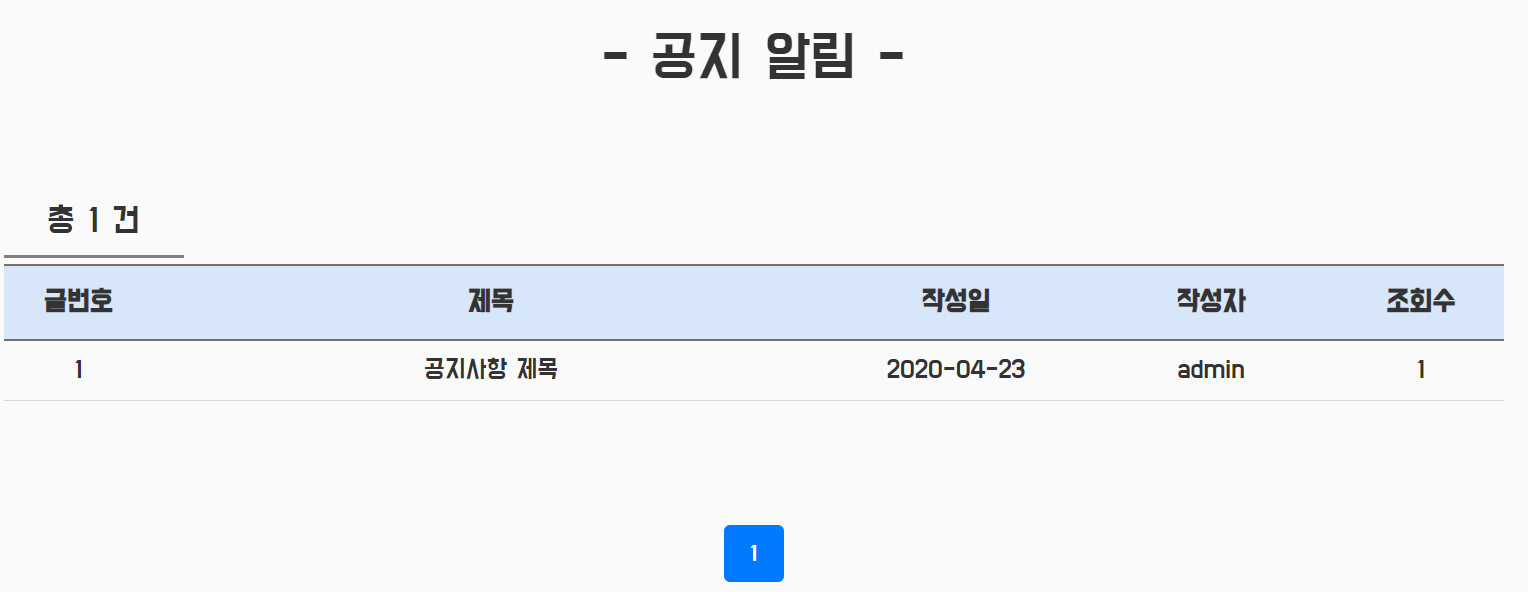 - 공지 알림 -
총 1 건
글번호 제목 작성일 작성자 조회수
1 공지사항 제목 2020-04-23 admin 1
1